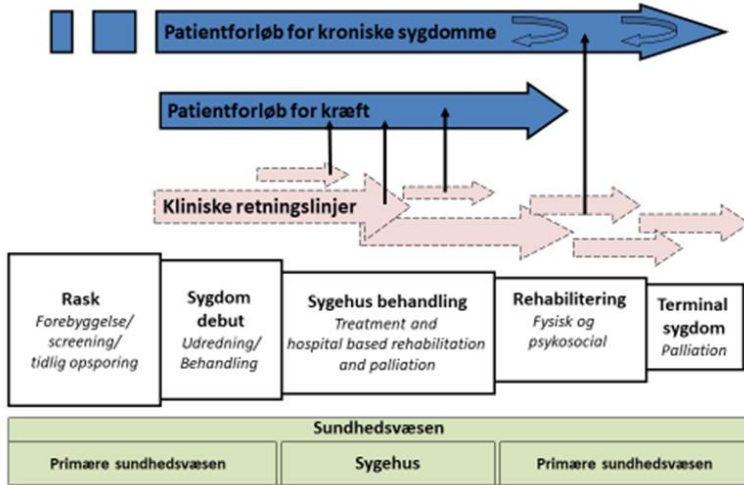 Patientforløb for kroniske sygdomme
Patientforløb for kræft
Kliniske retningslinjer
Rask
Forebyggelse/
screening/
tidlig opsporing
Sygdom
debut
Udredning/
Behandling
Sygehus behandling
Treatment and
hospital based rehabilitation
and palliation
Rehabilitering
Fysisk og
psykosocial
Terminal
sygdom
Palliation
Sundhedsvæsen
Primære sundhedsvæsen
Sygehus
Primære sundhedsvæsen